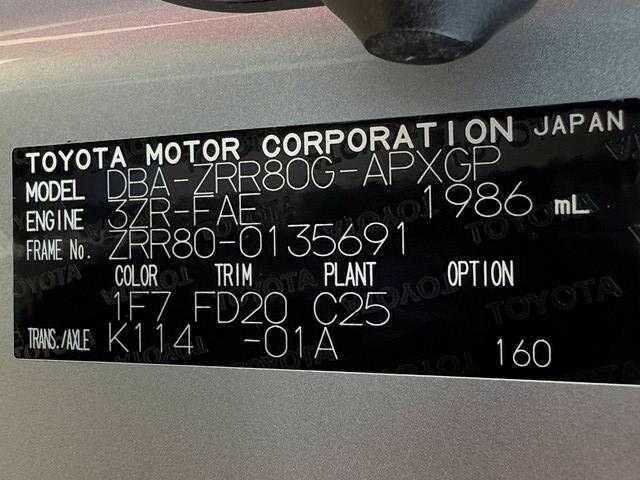 TOYOTA MOTOR CORPORATION JAPAN
MODEL DBA-ZRR80G-APXGP
ENGINE 3ZR-FAE 1986 mL
FRAME No. ZRR80-0135691
COLOR TRIM PLANT OPTION
1F7 FD20 C25
TRANS./AXLE K114 -01A 160